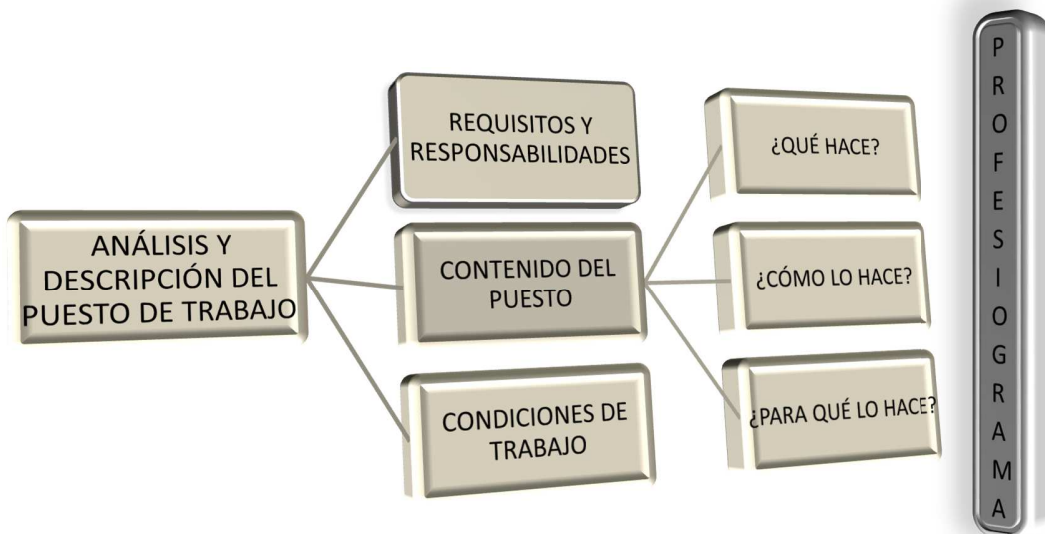 ANÁLISIS Y
DESCRIPCIÓN DEL
PUESTO DE TRABAJO
REQUISITOS Y
RESPONSABILIDADES
CONTENIDO DEL
PUESTO
CONDICIONES DE
TRABAJO
¿QUÉ HACE?
¿CÓMO LO HACE?
¿PARA QUÉ LO HACE?
P
R
O
F
E
S
I
O
G
R
A
M
A